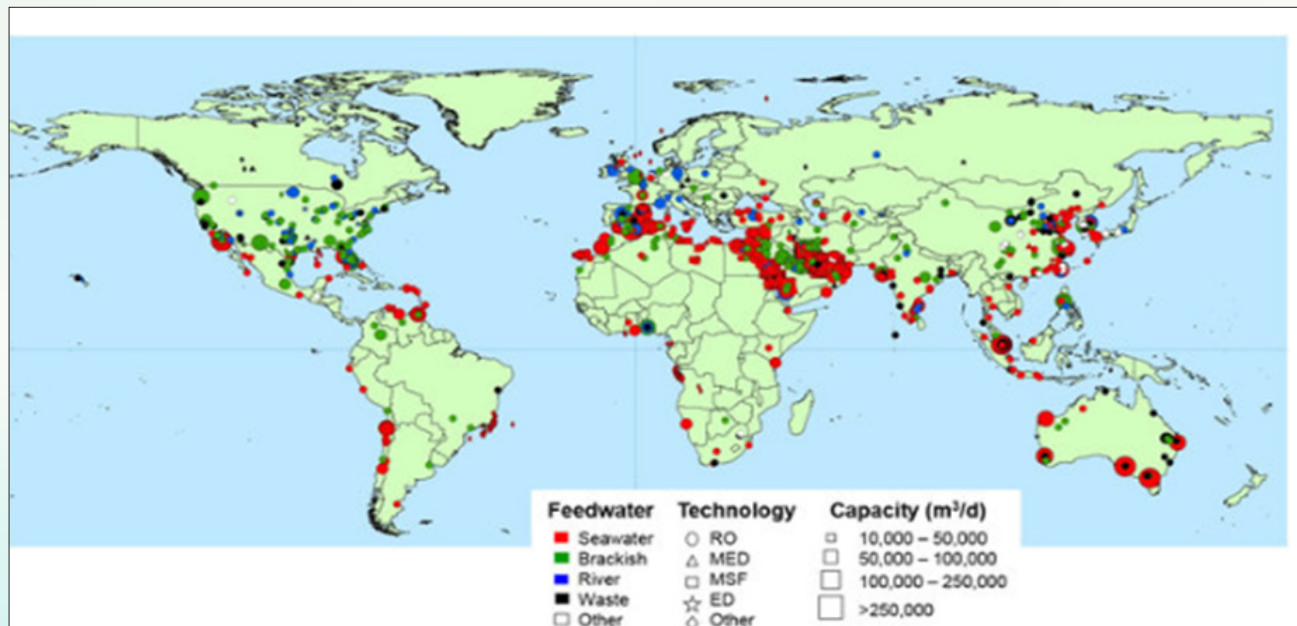 Feedwater
Seawater
Brackish
River
Waste
Other
Technology
RO
MED
MSF
ED
Other
Capacity (m³/d)
10,000 – 50,000
50,000 – 100,000
100,000 – 250,000
>250,000